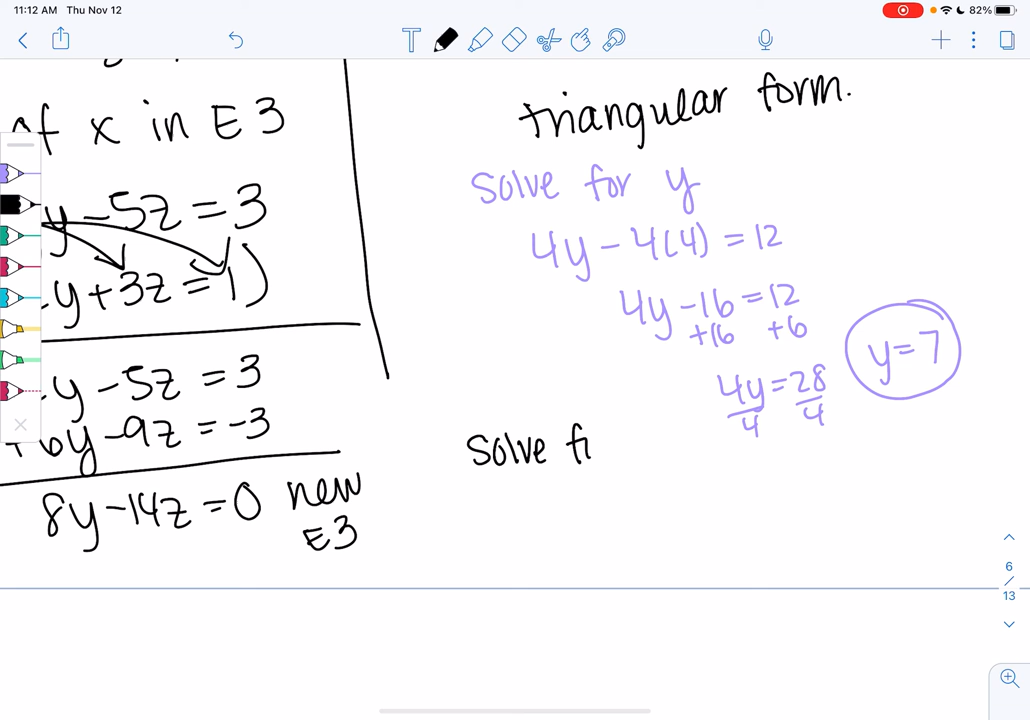 11:12 AM Thu Nov 12
82%
of x in E3
y - 5z = 3
y + 3z = 1)
y - 5z = 3
+ 6y - 9z = -3
8y - 14z = 0 new
E3
triangular form.
Solve for y
4y - 4(4) = 12
4y - 16 = 12
+16 +6
4y = 28
4 4
y = 7
Solve f
6
/
13